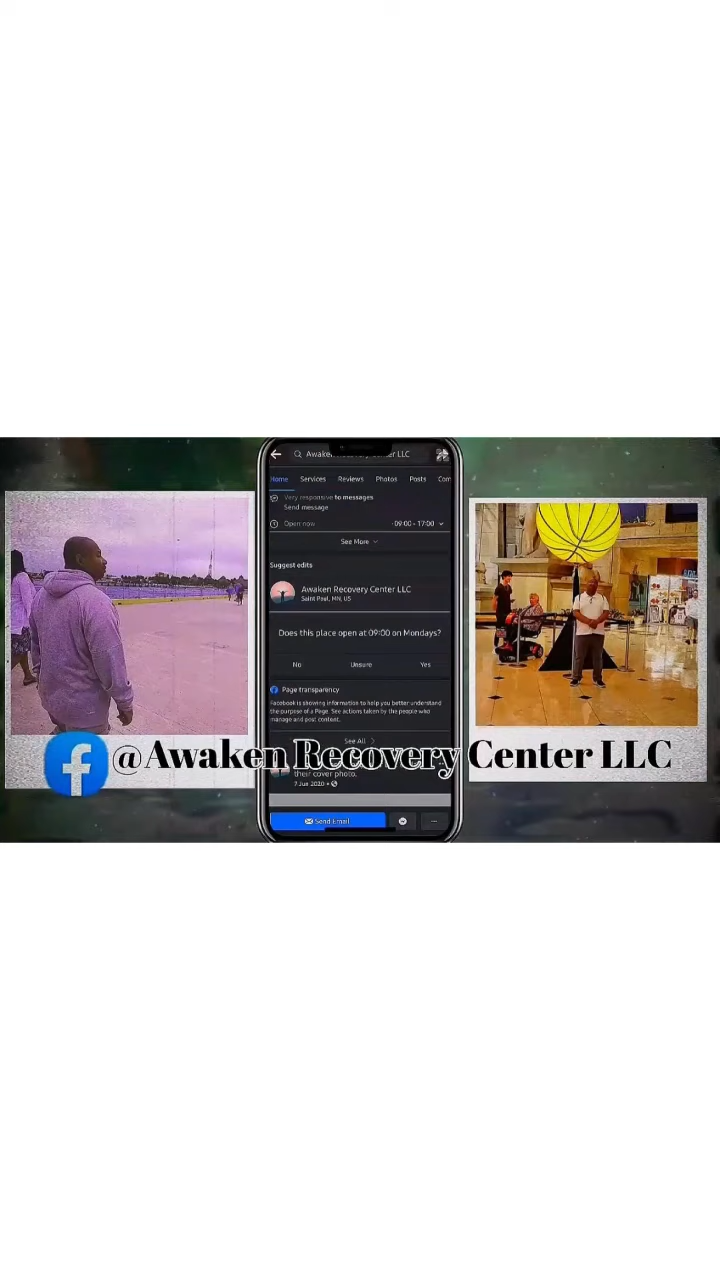 Awaken Recovery Center LLC
Home Services Reviews Photos Posts Com
Very responsive to messages
Send message
Open now · 09:00 - 17:00
See More
Suggest edits
Awaken Recovery Center LLC
Saint Paul, MN, US
Does this place open at 09:00 on Mondays?
No Unsure Yes
Page transparency
Facebook is showing information to help you better understand
the purpose of a Page. See actions taken by the people who
manage and post content.
See All
@Awaken Recovery Center LLC
their cover photo.
7 Jun 2020
Send Email